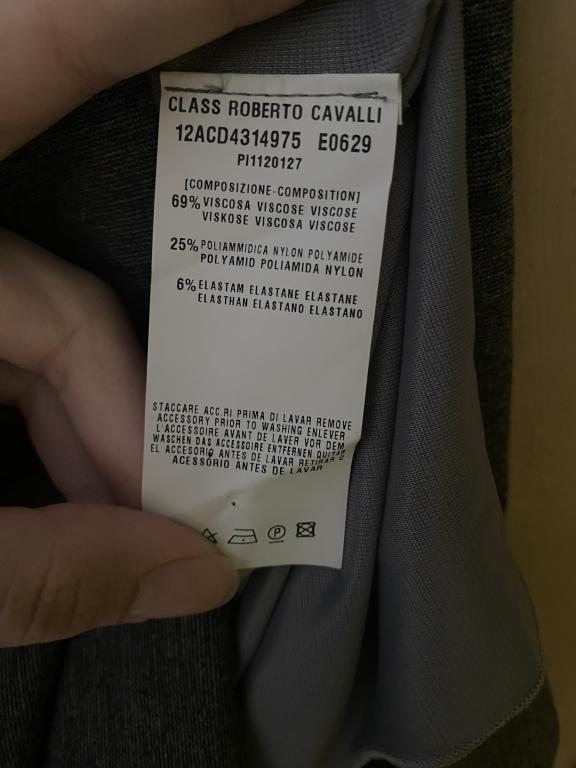 CLASS ROBERTO CAVALLI
12ACD4314975 E0629
PI1120127
[COMPOSIZIONE-COMPOSITION]
69% VISCOSA VISCOSE VISCOSE
VISKOSE VISCOSA VISCOSE
25% POLIAMMIDICA NYLON POLYAMIDE
POLYAMID POLIAMIDA NYLON
6% ELASTAM ELASTANE ELASTANE
ELASTHAN ELASTANO ELASTANO
STACCARE ACC.RI PRIMA DI LAVAR REMOVE
ACCESSORY PRIOR TO WASHING ENLEVER
L'ACCESSOIRE AVANT DE LAVER VOR DEM
WASCHEN DAS ACCESSOIRE ENTFERNEN QUITAR
EL ACCESORIO ANTES DE LAVAR RETIRAR O
ACESSÓRIO ANTES DE LAVAR
P